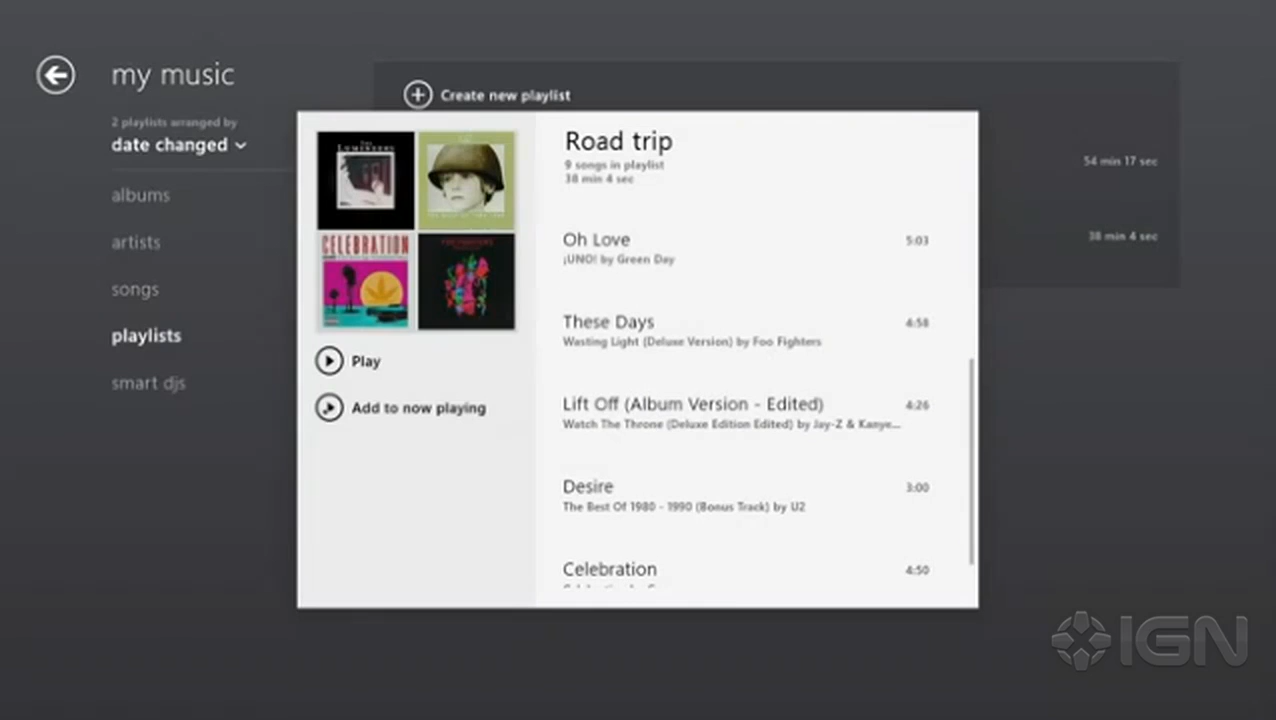 my music
2 playlists arranged by
date changed
albums
artists
songs
playlists
smart djs
Create new playlist
54 min 17 sec
38 min 4 sec
THE
LUMINEERS
CELEBRATION
FOO FIGHTERS
Play
Add to now playing
Road trip
9 songs in playlist
38 min 4 sec
Oh Love 5:03
¡UNO! by Green Day
These Days 4:58
Wasting Light (Deluxe Version) by Foo Fighters
Lift Off (Album Version - Edited) 4:26
Watch The Throne (Deluxe Edition Edited) by Jay-Z & Kanye...
Desire 3:00
The Best Of 1980 - 1990 (Bonus Track) by U2
Celebration 4:50
IGN